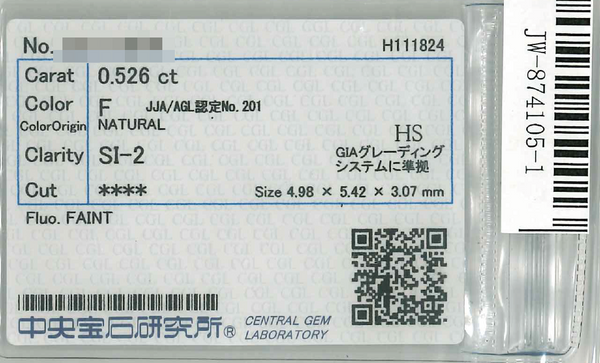 No.
H111824
Carat 0.526 ct
Color F JJA/AGL認定No. 201
ColorOrigin NATURAL
HS
Clarity SI-2 GIAグレーディング
システムに準拠
Cut **** Size 4.98 × 5.42 × 3.07 mm
Fluo. FAINT
中央宝石研究所® CENTRAL GEM
LABORATORY
JW-874105-1